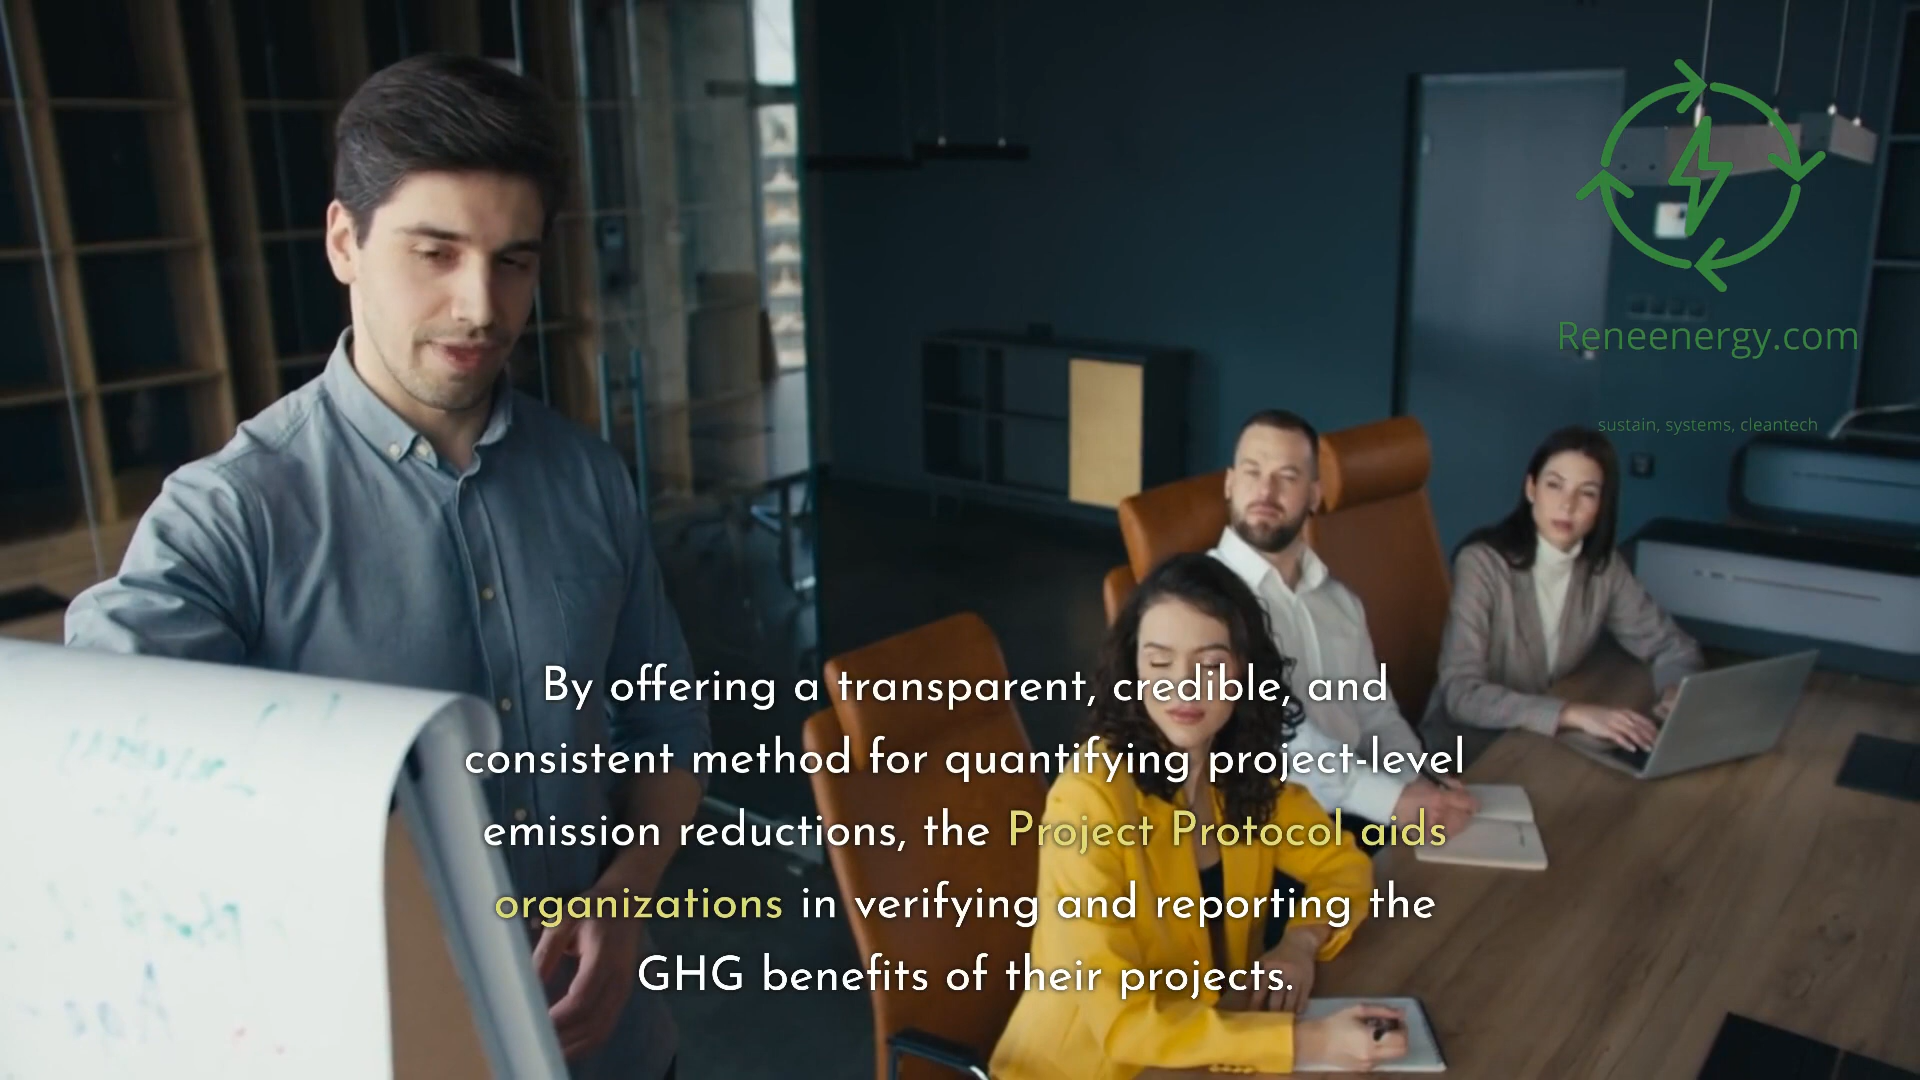 Reneenergy.com
sustain, systems, cleantech
By offering a transparent, credible, and
consistent method for quantifying project-level
emission reductions, the Project Protocol aids
organizations in verifying and reporting the
GHG benefits of their projects.